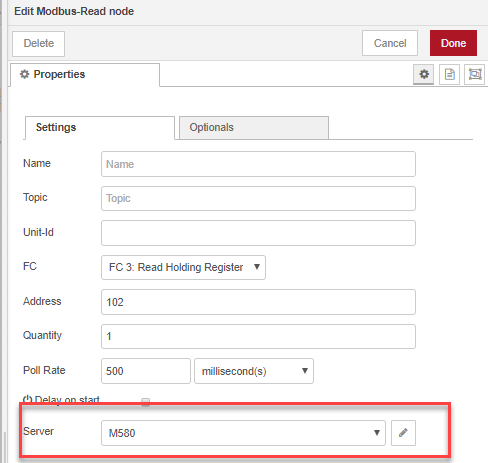 Edit Modbus-Read node
Delete
Cancel
Done
Properties
Settings
Optionals
Name
Name
Topic
Topic
Unit-Id
FC
FC 3: Read Holding Register
Address
102
Quantity
1
Poll Rate
500
millisecond(s)
Delay on start
Server
M580